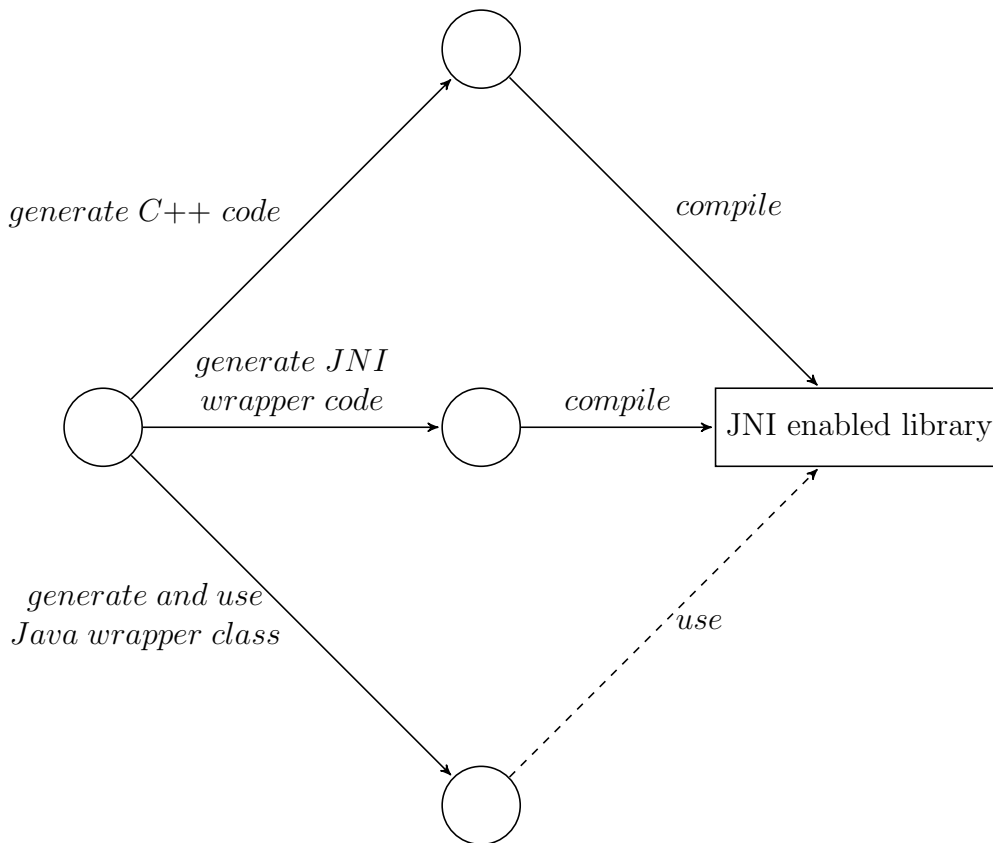 generate C++ code
compile
generate JNI
wrapper code
compile
JNI enabled library
generate and use
Java wrapper class
use